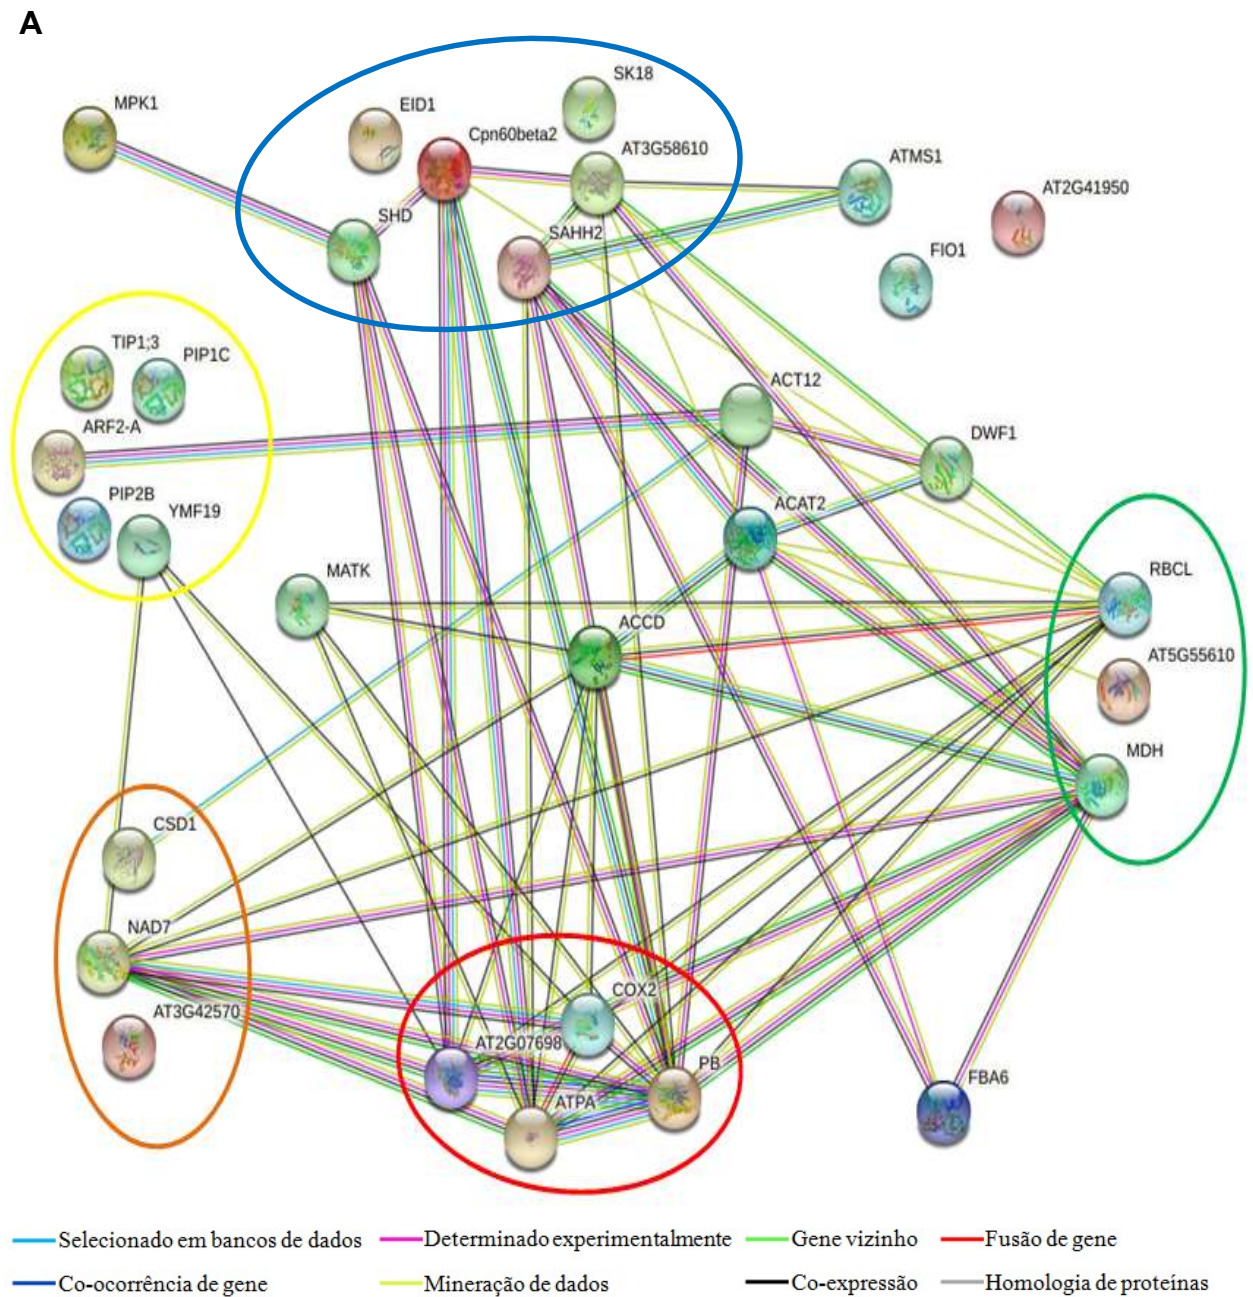 A
SK18
MPK1
EID1
Cpn60beta2
AT3G58610
ATMS1
AT2G41950
SHD
SAHH2
FIO1
TIP1;3
PIP1C
ACT12
ARF2-A
DWF1
PIP2B
YMF19
ACAT2
MATK
RBCL
ACCD
AT5G55610
MDH
CSD1
NAD7
COX2
AT3G42570
AT2G07698
PB
FBA6
ATPA
Selecionado em bancos de dados Determinado experimentalmente Gene vizinho Fusão de gene
Co-ocorrência de gene Mineração de dados Co-expressão Homologia de proteínas